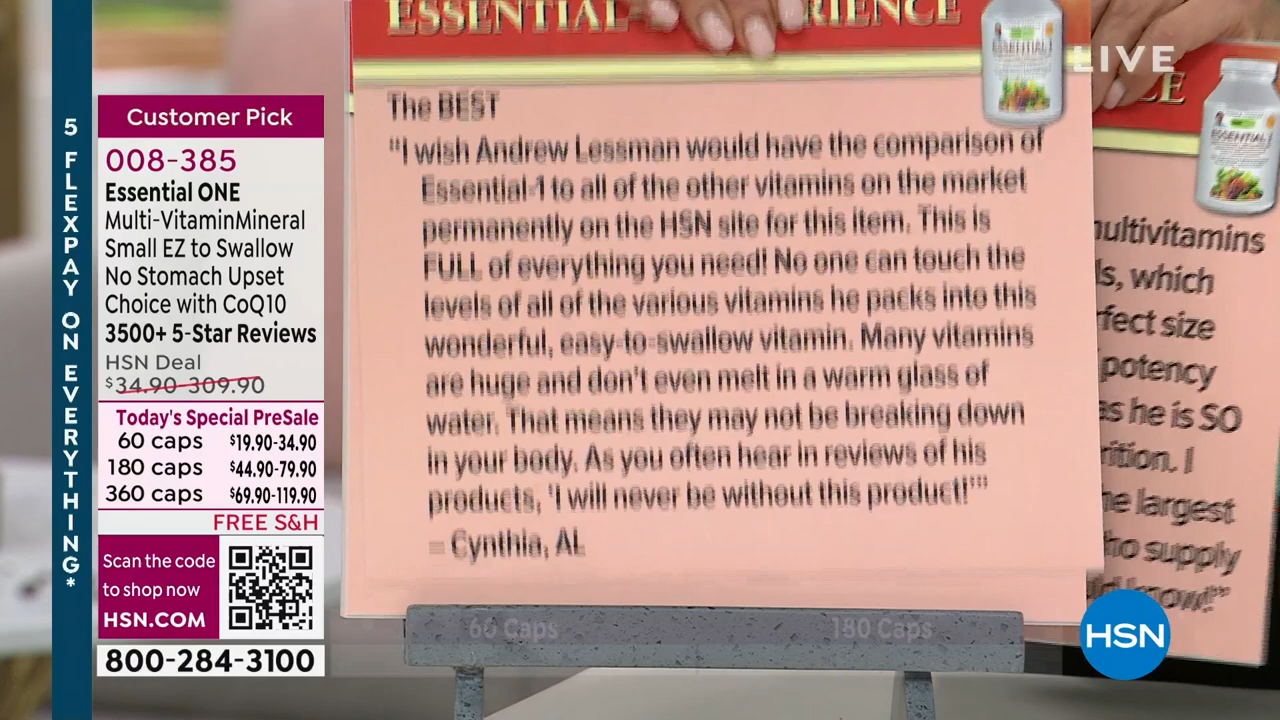 5 FLEXPAY ON EVERYTHING*
Customer Pick
008-385
Essential ONE
Multi-VitaminMineral
Small EZ to Swallow
No Stomach Upset
Choice with CoQ10
3500+ 5-Star Reviews
HSN Deal
$34.90-309.90
Today's Special PreSale
60 caps $19.90-34.90
180 caps $44.90-79.90
360 caps $69.90-119.90
FREE S&H
Scan the code
to shop now
HSN.COM
800-284-3100
LIVE
ESSENTIAL
The BEST
"I wish Andrew Lessman would have the comparison of
Essential-1 to all of the other vitamins on the market
permanently on the HSN site for this item. This is
FULL of everything you need! No one can touch the
levels of all of the various vitamins he packs into this
wonderful, easy-to-swallow vitamin. Many vitamins
are huge and don't even melt in a warm glass of
water. That means they may not be breaking down
in your body. As you often hear in reviews of his
products, 'I will never be without this product!'"
– Cynthia, AL
60 Caps 180 Caps
multivitamins
which
size
potency
as he is SO
I
largest
who supply
know!"
HSN